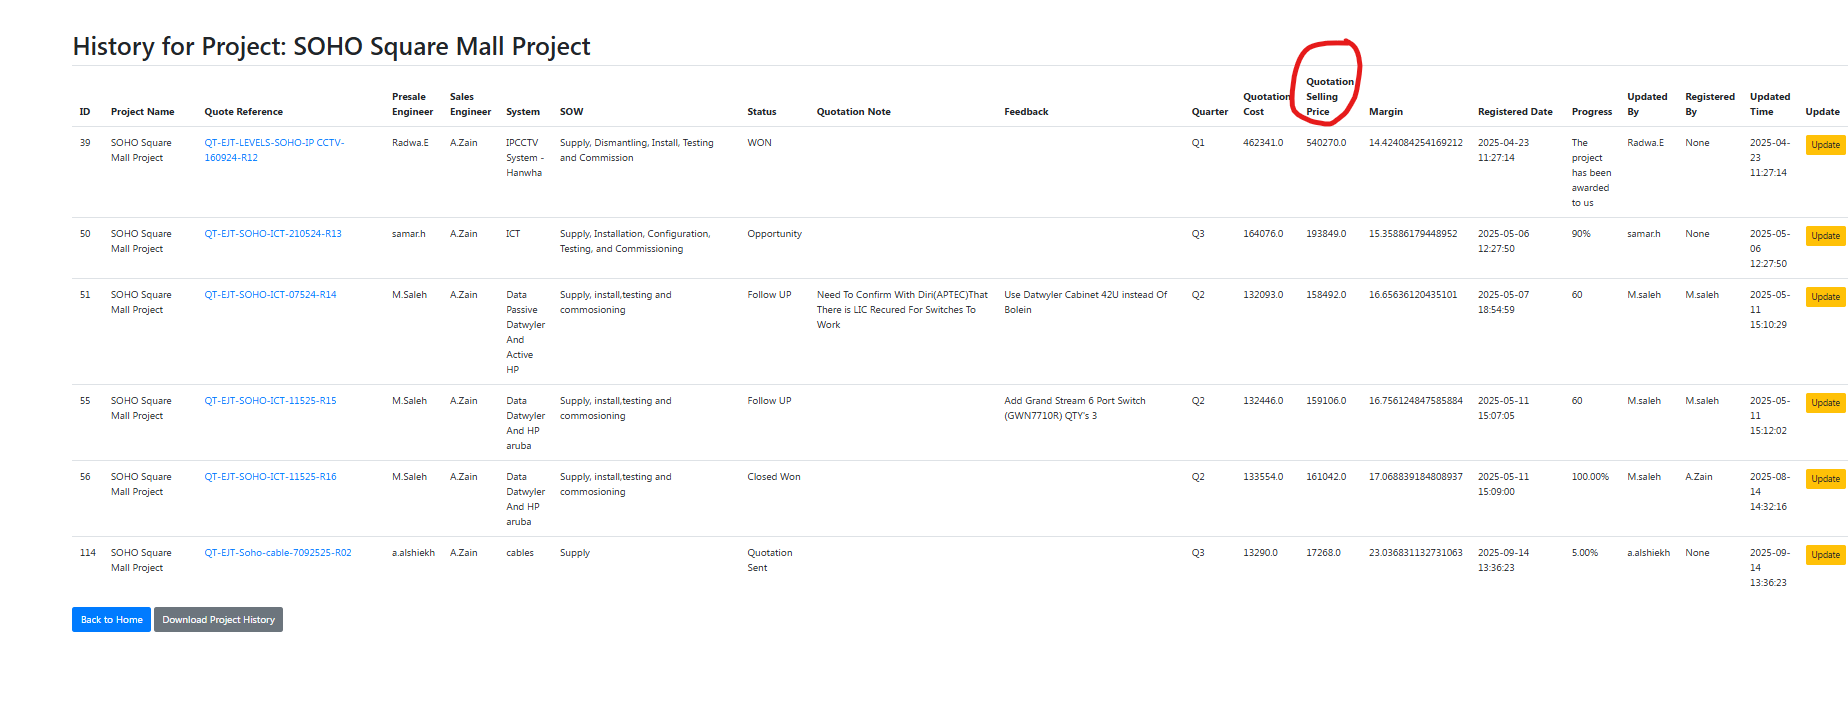 History for Project: SOHO Square Mall Project
ID Project Name Quote Reference Presale Engineer Sales Engineer System SOW Status Quotation Note Feedback Quarter Quotation Cost Quotation Selling Price Margin Registered Date Progress Updated By Registered By Updated Time Update
39 SOHO Square Mall Project QT-EJT-LEVELS-SOHO-IP CCTV-160924-R12 Radwa.E A.Zain IPCCTV System - Hanwha Supply, Dismantling, Install, Testing and Commission WON Q1 462341.0 540270.0 14.424084254169212 2025-04-23 11:27:14 The project has been awarded to us Radwa.E None 2025-04-23 11:27:14 Update
50 SOHO Square Mall Project QT-EJT-SOHO-ICT-210524-R13 samar.h A.Zain ICT Supply, Installation, Configuration, Testing, and Commissioning Opportunity Q3 164076.0 193849.0 15.35886179448952 2025-05-06 12:27:50 90% samar.h None 2025-05-06 12:27:50 Update
51 SOHO Square Mall Project QT-EJT-SOHO-ICT-07524-R14 M.Saleh A.Zain Data Passive Datwyler And Active HP Supply, install,testing and commosioning Follow UP Need To Confirm With Diri(APTEC)That There is LIC Recured For Switches To Work Use Datwyler Cabinet 42U instead Of Bolein Q2 132093.0 158492.0 16.65636120435101 2025-05-07 18:54:59 60 M.saleh M.saleh 2025-05-11 15:10:29 Update
55 SOHO Square Mall Project QT-EJT-SOHO-ICT-11525-R15 M.Saleh A.Zain Data Datwyler And HP aruba Supply, install,testing and commosioning Follow UP Add Grand Stream 6 Port Switch (GWN7710R) QTY's 3 Q2 132446.0 159106.0 16.756124847585884 2025-05-11 15:07:05 60 M.saleh M.saleh 2025-05-11 15:12:02 Update
56 SOHO Square Mall Project QT-EJT-SOHO-ICT-11525-R16 M.Saleh A.Zain Data Datwyler And HP aruba Supply, install,testing and commosioning Closed Won Q2 133554.0 161042.0 17.068839184808937 2025-05-11 15:09:00 100.00% M.saleh A.Zain 2025-08-14 14:32:16 Update
114 SOHO Square Mall Project QT-EJT-Soho-cable-7092525-R02 a.alshiekh A.Zain cables Supply Quotation Sent Q3 13290.0 17268.0 23.036831132731063 2025-09-14 13:36:23 5.00% a.alshiekh None 2025-09-14 13:36:23 Update
Back to Home Download Project History